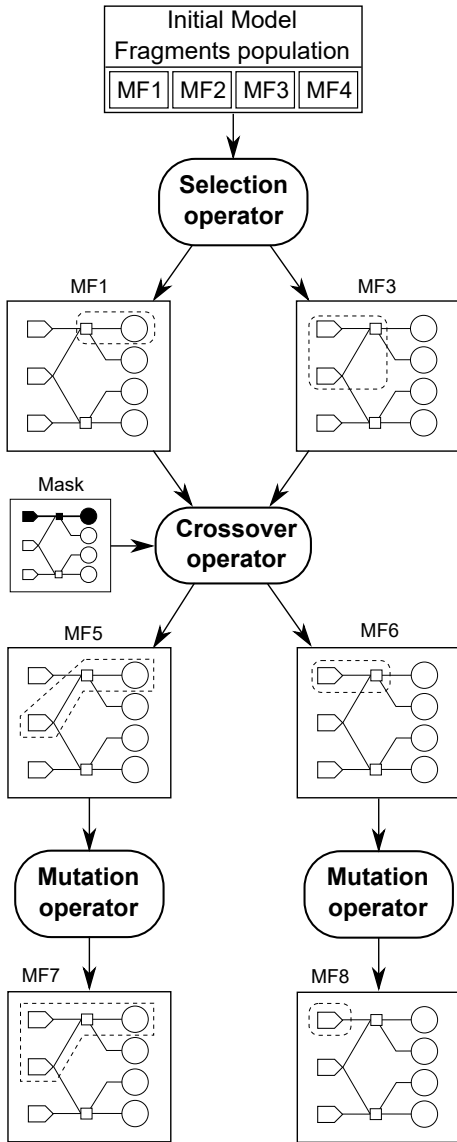 Initial Model
Fragments population
MF1 MF2 MF3 MF4
Selection
operator
MF1
MF3
Mask
Crossover
operator
MF5
MF6
Mutation
operator
Mutation
operator
MF7
MF8